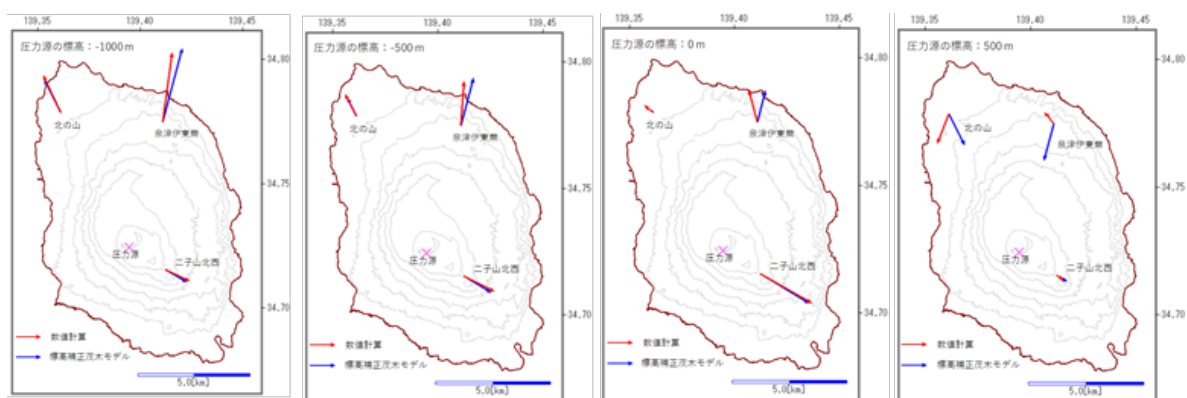 139.35 139.40 139.45
圧力源の標高：-1000m
34.80
北の山
泉津伊東無
34.75
圧力源
二子山北西
34.70
数値計算
標高補正茂木モデル
5.0[km]
139.35 139.40 139.45
圧力源の標高：-500m
34.80
北の山
泉津伊東無
34.75
圧力源
二子山北西
34.70
数値計算
標高補正茂木モデル
5.0[km]
139.35 139.40 139.45
圧力源の標高：0m
34.80
北の山
泉津伊東無
34.75
圧力源
二子山北西
34.70
数値計算
標高補正茂木モデル
5.0[km]
139.35 139.40 139.45
圧力源の標高：500m
34.80
北の山
泉津伊東無
34.75
圧力源
二子山北西
34.70
数値計算
標高補正茂木モデル
5.0[km]